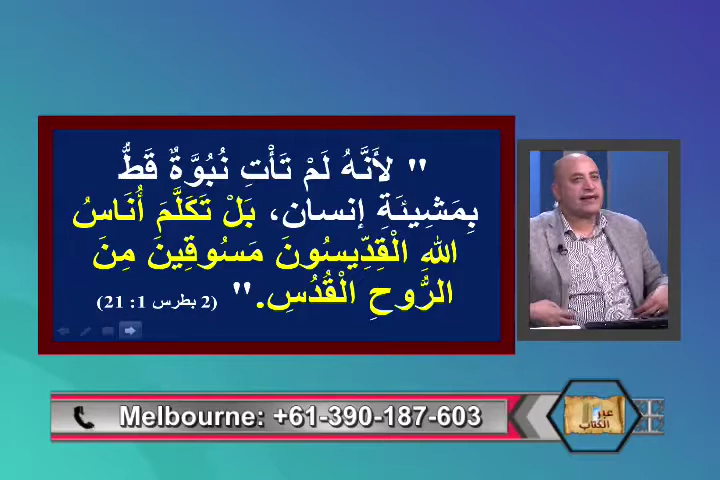 " لأَنَّهُ لَمْ تَأْتِ نُبُوَّةٌ قَطُّ
بِمَشِيئَةِ إنسان، بَلْ تَكَلَّمَ أُنَاسُ
اللهِ الْقِدِّيسُونَ مَسُوقِينَ مِنَ
الرُّوحِ الْقُدُسِ." (2 بطرس 1: 21)
Melbourne: +61-390-187-603
عبر
الكتاب